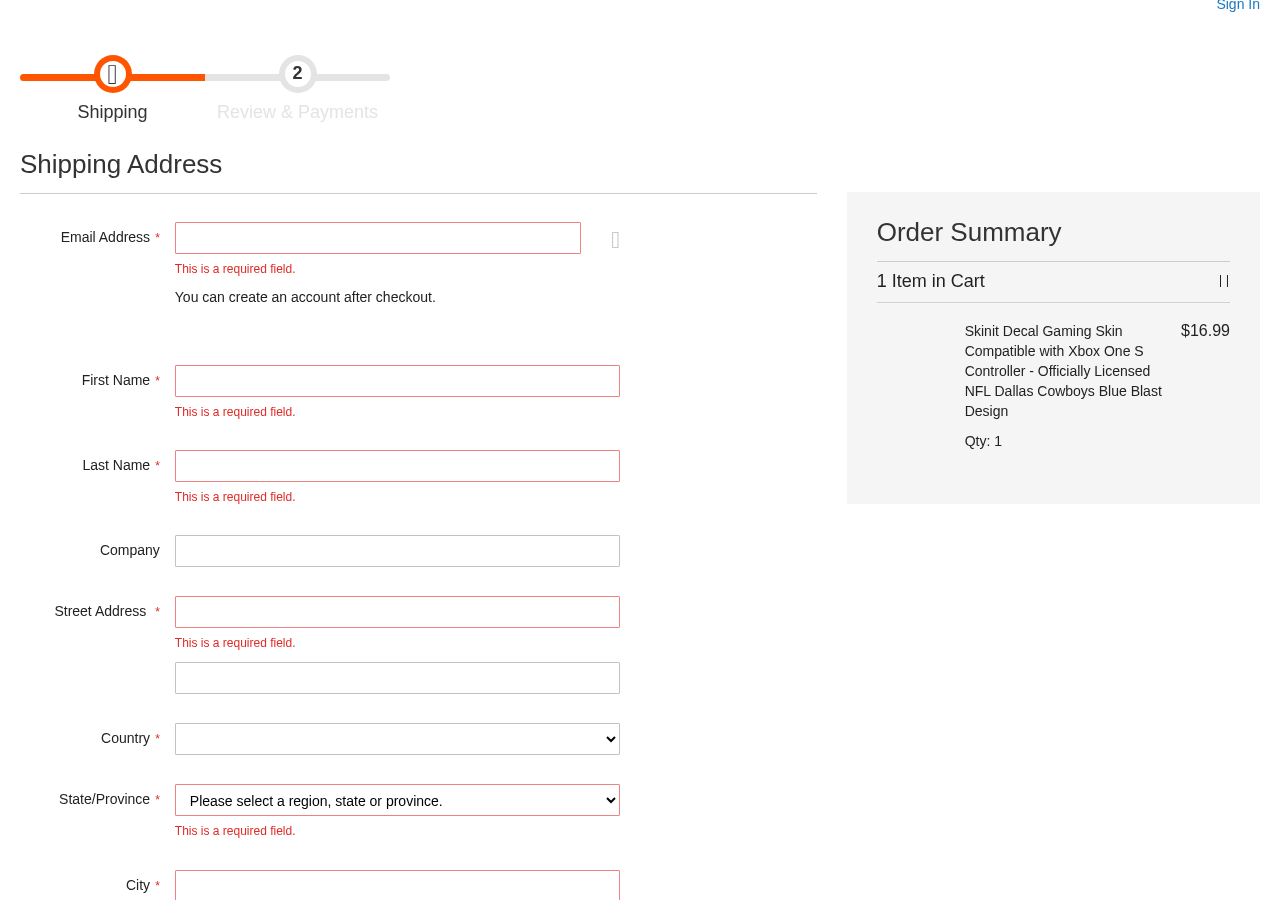 Sign In
2
Shipping
Review & Payments
Shipping Address
Email Address *
This is a required field.
You can create an account after checkout.
First Name *
This is a required field.
Last Name *
This is a required field.
Company
Street Address *
This is a required field.
Country *
State/Province *
Please select a region, state or province.
This is a required field.
City *
Order Summary
1 Item in Cart
Skinit Decal Gaming Skin
Compatible with Xbox One S
Controller - Officially Licensed
NFL Dallas Cowboys Blue Blast
Design
$16.99
Qty: 1